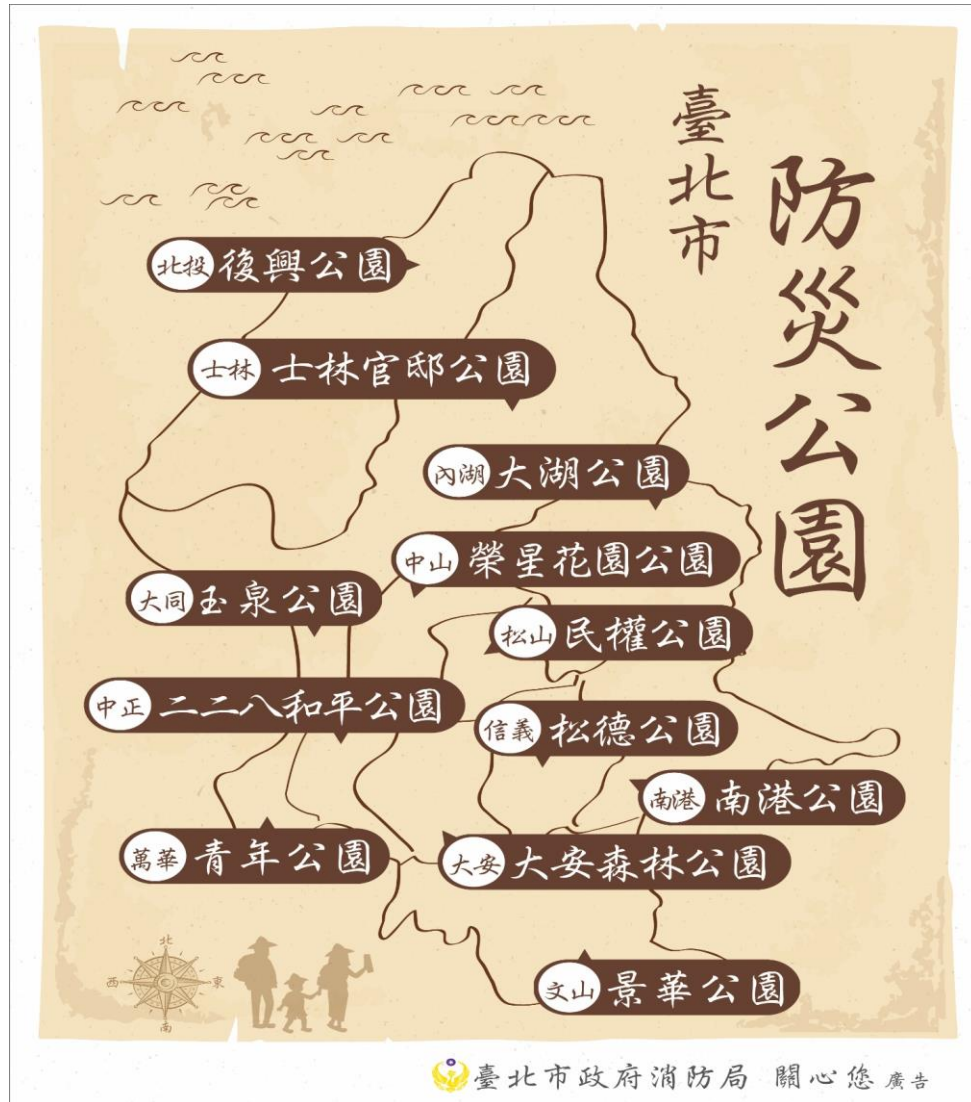 臺北市
防災公園
北投 復興公園
士林 士林官邸公園
內湖 大湖公園
中山 榮星花園公園
大同 玉泉公園
松山 民權公園
中正 二二八和平公園
信義 松德公園
南港 南港公園
萬華 青年公園
大安 大安森林公園
文山 景華公園
北
西 東
南
臺北市政府消防局 關心您 廣告